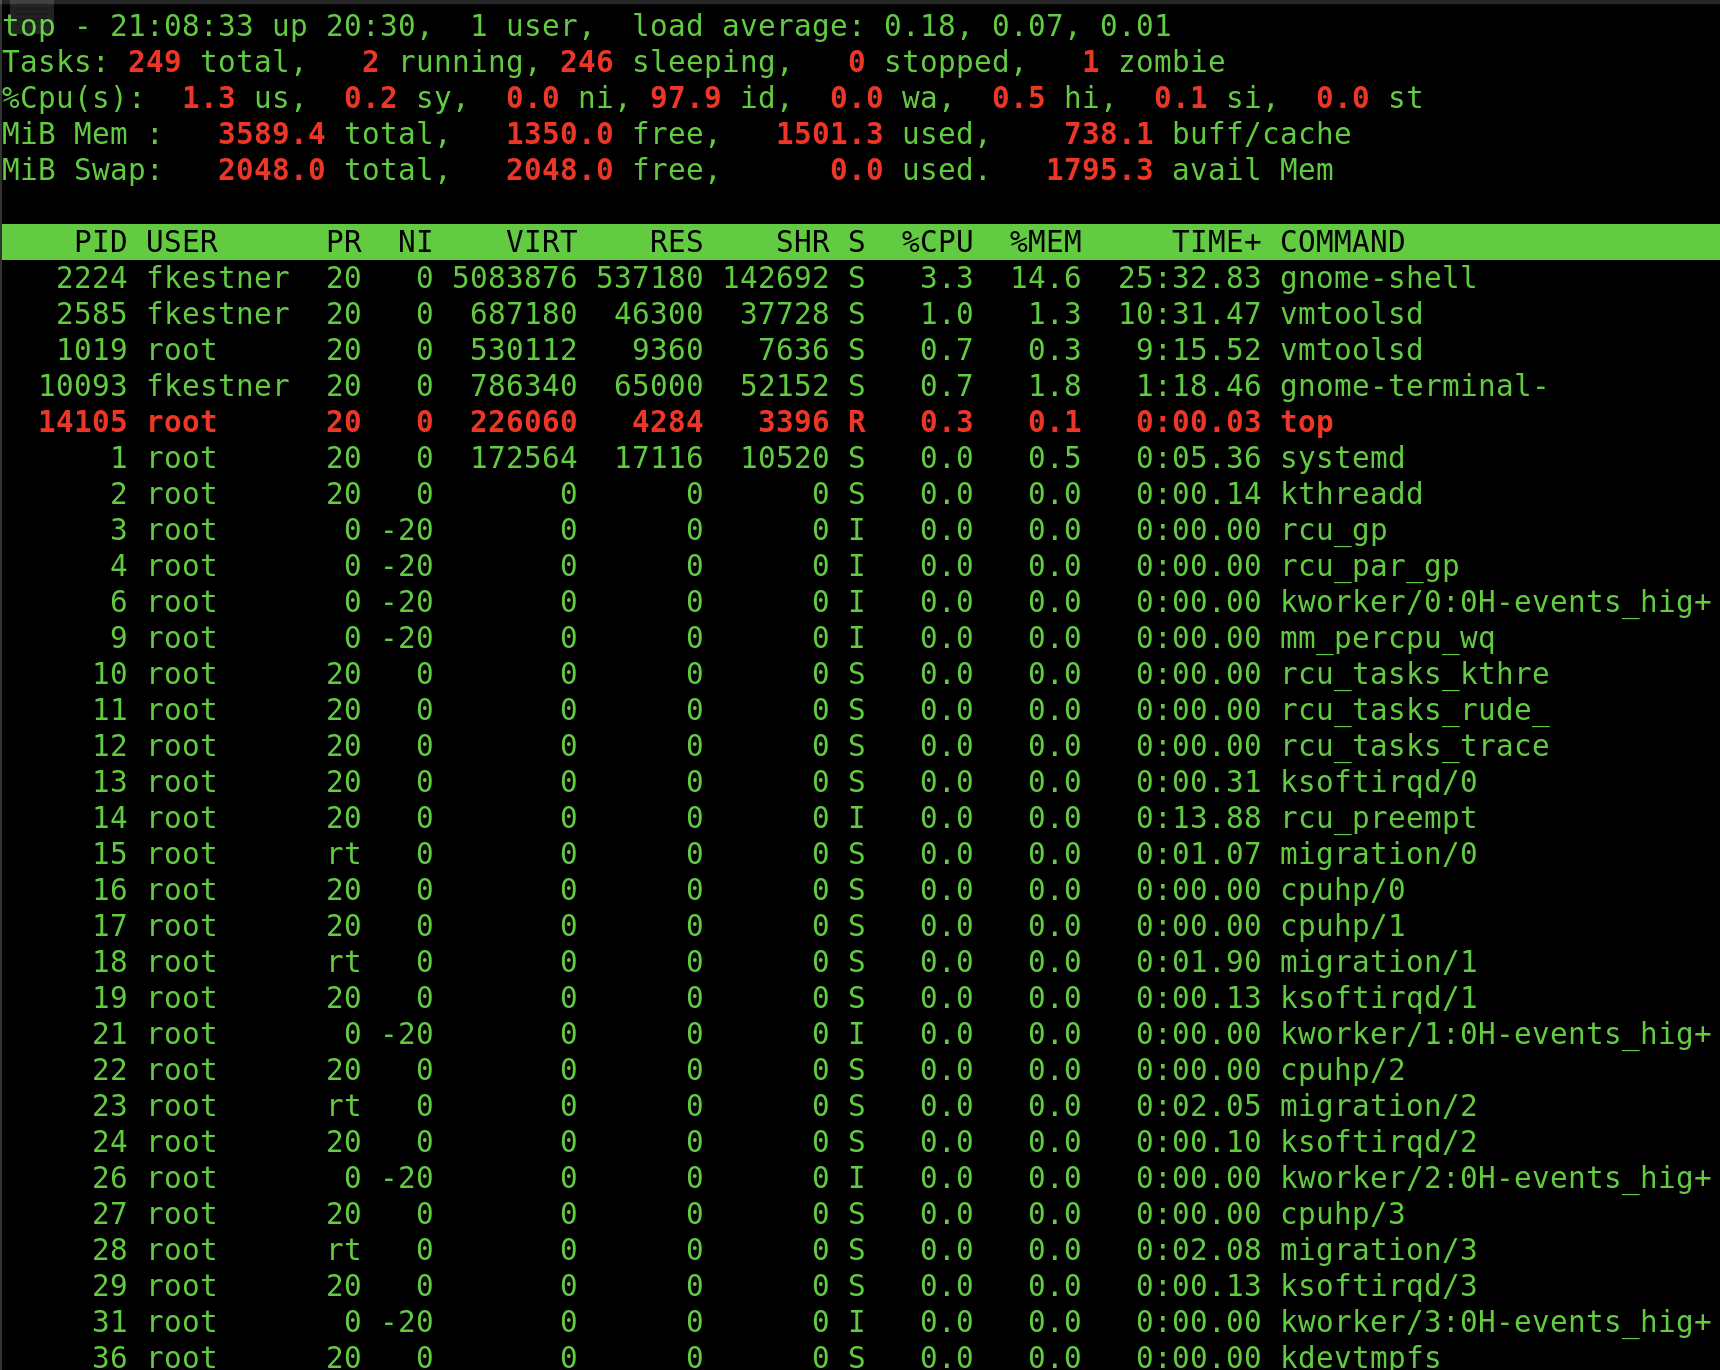 top - 21:08:33 up 20:30,  1 user,  load average: 0.18, 0.07, 0.01
Tasks: 249 total,   2 running, 246 sleeping,   0 stopped,   1 zombie
%Cpu(s):  1.3 us,  0.2 sy,  0.0 ni, 97.9 id,  0.0 wa,  0.5 hi,  0.1 si,  0.0 st
MiB Mem :   3589.4 total,   1350.0 free,   1501.3 used,    738.1 buff/cache
MiB Swap:   2048.0 total,   2048.0 free,      0.0 used.   1795.3 avail Mem
    PID USER      PR  NI    VIRT    RES    SHR S  %CPU  %MEM     TIME+ COMMAND
   2224 fkestner  20   0 5083876 537180 142692 S   3.3  14.6  25:32.83 gnome-shell
   2585 fkestner  20   0  687180  46300  37728 S   1.0   1.3  10:31.47 vmtoolsd
   1019 root      20   0  530112   9360   7636 S   0.7   0.3   9:15.52 vmtoolsd
  10093 fkestner  20   0  786340  65000  52152 S   0.7   1.8   1:18.46 gnome-terminal-
  14105 root      20   0  226060   4284   3396 R   0.3   0.1   0:00.03 top
      1 root      20   0  172564  17116  10520 S   0.0   0.5   0:05.36 systemd
      2 root      20   0       0      0      0 S   0.0   0.0   0:00.14 kthreadd
      3 root       0 -20       0      0      0 I   0.0   0.0   0:00.00 rcu_gp
      4 root       0 -20       0      0      0 I   0.0   0.0   0:00.00 rcu_par_gp
      6 root       0 -20       0      0      0 I   0.0   0.0   0:00.00 kworker/0:0H-events_hig+
      9 root       0 -20       0      0      0 I   0.0   0.0   0:00.00 mm_percpu_wq
     10 root      20   0       0      0      0 S   0.0   0.0   0:00.00 rcu_tasks_kthre
     11 root      20   0       0      0      0 S   0.0   0.0   0:00.00 rcu_tasks_rude_
     12 root      20   0       0      0      0 S   0.0   0.0   0:00.00 rcu_tasks_trace
     13 root      20   0       0      0      0 S   0.0   0.0   0:00.31 ksoftirqd/0
     14 root      20   0       0      0      0 I   0.0   0.0   0:13.88 rcu_preempt
     15 root      rt   0       0      0      0 S   0.0   0.0   0:01.07 migration/0
     16 root      20   0       0      0      0 S   0.0   0.0   0:00.00 cpuhp/0
     17 root      20   0       0      0      0 S   0.0   0.0   0:00.00 cpuhp/1
     18 root      rt   0       0      0      0 S   0.0   0.0   0:01.90 migration/1
     19 root      20   0       0      0      0 S   0.0   0.0   0:00.13 ksoftirqd/1
     21 root       0 -20       0      0      0 I   0.0   0.0   0:00.00 kworker/1:0H-events_hig+
     22 root      20   0       0      0      0 S   0.0   0.0   0:00.00 cpuhp/2
     23 root      rt   0       0      0      0 S   0.0   0.0   0:02.05 migration/2
     24 root      20   0       0      0      0 S   0.0   0.0   0:00.10 ksoftirqd/2
     26 root       0 -20       0      0      0 I   0.0   0.0   0:00.00 kworker/2:0H-events_hig+
     27 root      20   0       0      0      0 S   0.0   0.0   0:00.00 cpuhp/3
     28 root      rt   0       0      0      0 S   0.0   0.0   0:02.08 migration/3
     29 root      20   0       0      0      0 S   0.0   0.0   0:00.13 ksoftirqd/3
     31 root       0 -20       0      0      0 I   0.0   0.0   0:00.00 kworker/3:0H-events_hig+
     36 root      20   0       0      0      0 S   0.0   0.0   0:00.00 kdevtmpfs